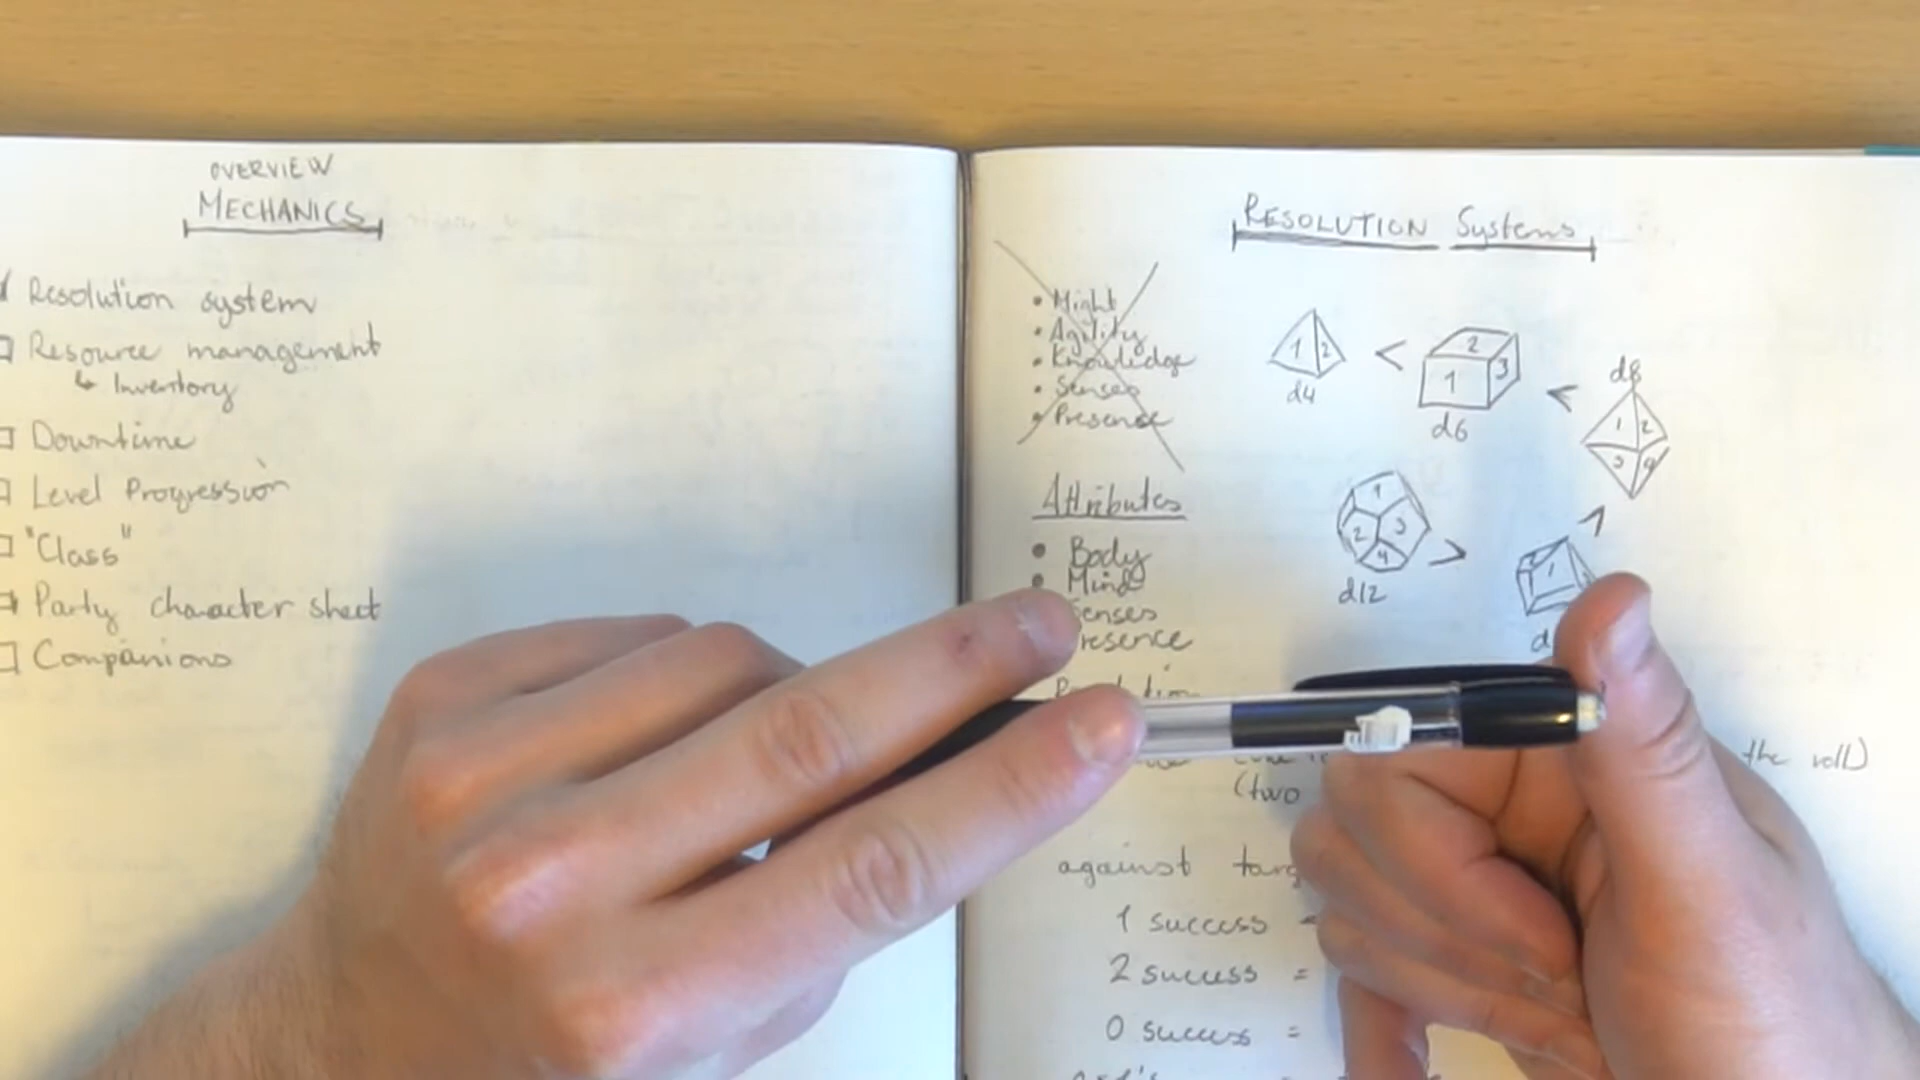 OVERVIEW
MECHANICS
Resolution system
Resource management
↳ Inventory
Downtime
Level Progression
"Class"
Party character sheet
Companions
RESOLUTION Systems
• Might
• Agility
• Knowledge
• Senses
• Presence
1 2
d4
<
2
1 3
d6
<
d8
1 2
3 4
Attributes
• Body
• Mind
Senses
Presence
1
2 3
4
d12
>
1
>
the roll)
(two
against
1 success =
2 success =
0 success =